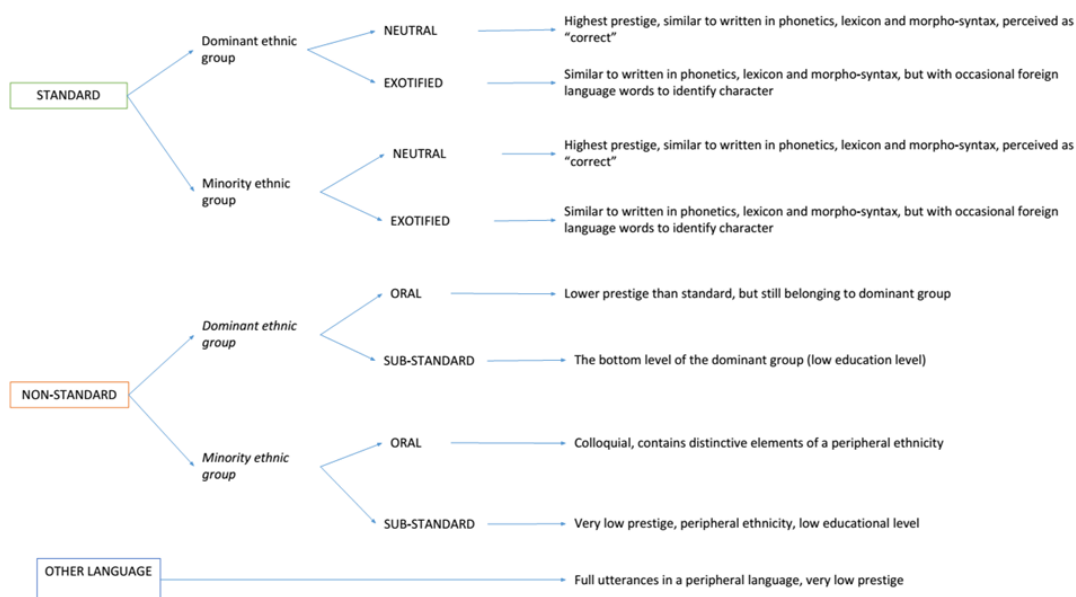 STANDARD
Dominant ethnic
group
NEUTRAL
Highest prestige, similar to written in phonetics, lexicon and morpho-syntax, perceived as
“correct”
EXOTIFIED
Similar to written in phonetics, lexicon and morpho-syntax, but with occasional foreign
language words to identify character
Minority ethnic
group
NEUTRAL
Highest prestige, similar to written in phonetics, lexicon and morpho-syntax, perceived as
“correct”
EXOTIFIED
Similar to written in phonetics, lexicon and morpho-syntax, but with occasional foreign
language words to identify character
NON-STANDARD
Dominant ethnic
group
ORAL
Lower prestige than standard, but still belonging to dominant group
SUB-STANDARD
The bottom level of the dominant group (low education level)
Minority ethnic
group
ORAL
Colloquial, contains distinctive elements of a peripheral ethnicity
SUB-STANDARD
Very low prestige, peripheral ethnicity, low educational level
OTHER LANGUAGE
Full utterances in a peripheral language, very low prestige